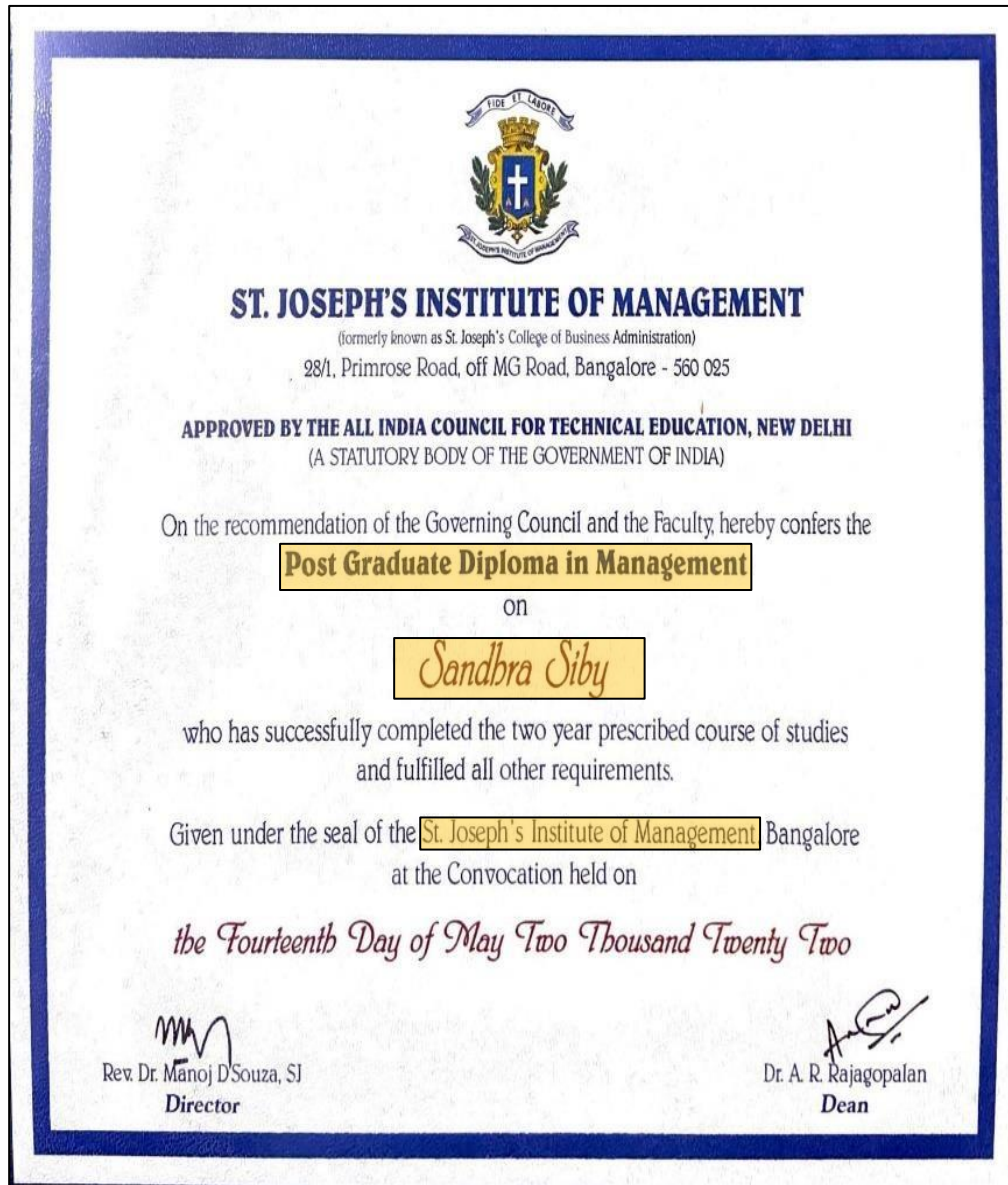 FIDE ET LABORE
ST. JOSEPH'S INSTITUTE OF MANAGEMENT
ST. JOSEPH'S INSTITUTE OF MANAGEMENT
(formerly known as St. Joseph's College of Business Administration)
28/1, Primrose Road, off MG Road, Bangalore - 560 025
APPROVED BY THE ALL INDIA COUNCIL FOR TECHNICAL EDUCATION, NEW DELHI
(A STATUTORY BODY OF THE GOVERNMENT OF INDIA)
On the recommendation of the Governing Council and the Faculty, hereby confers the
Post Graduate Diploma in Management
on
Sandhra Siby
who has successfully completed the two year prescribed course of studies
and fulfilled all other requirements.
Given under the seal of the St. Joseph's Institute of Management Bangalore
at the Convocation held on
the Fourteenth Day of May Two Thousand Twenty Two
Rev. Dr. Manoj D'Souza, SJ
Director
Dr. A. R. Rajagopalan
Dean